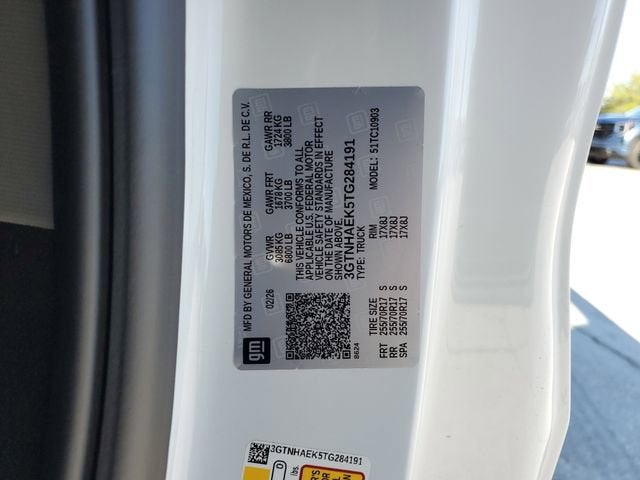 MFD BY GENERAL MOTORS DE MEXICO, S. DE R.L. DE C.V.
02/26
GVWR GAWR FRT GAWR RR
3085 KG 1678 KG 1724 KG
6800 LB 3700 LB 3800 LB
THIS VEHICLE CONFORMS TO ALL
APPLICABLE U.S. FEDERAL MOTOR
VEHICLE SAFETY STANDARDS IN EFFECT
ON THE DATE OF MANUFACTURE
SHOWN ABOVE.
3GTNHAEK5TG284191
TYPE: TRUCK MODEL: 51TC10903
gm
8624
TIRE SIZE RIM
FRT 255/70R17 S 17X8J
RR 255/70R17 S 17X8J
SPA 255/70R17 S 17X8J
3GTNHAEK5TG284191
lbs.